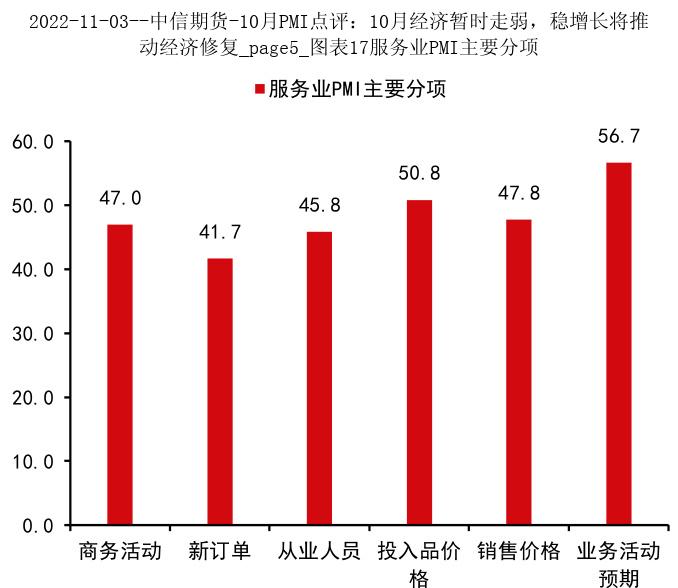 2022-11-03--中信期货-10月PMI点评：10月经济暂时走弱，稳增长将推
动经济修复_page5_图表17服务业PMI主要分项
服务业PMI主要分项
60.0
50.0
40.0
30.0
20.0
10.0
0.0
47.0
41.7
45.8
50.8
47.8
56.7
商务活动
新订单
从业人员
投入品价
格
销售价格
业务活动
预期